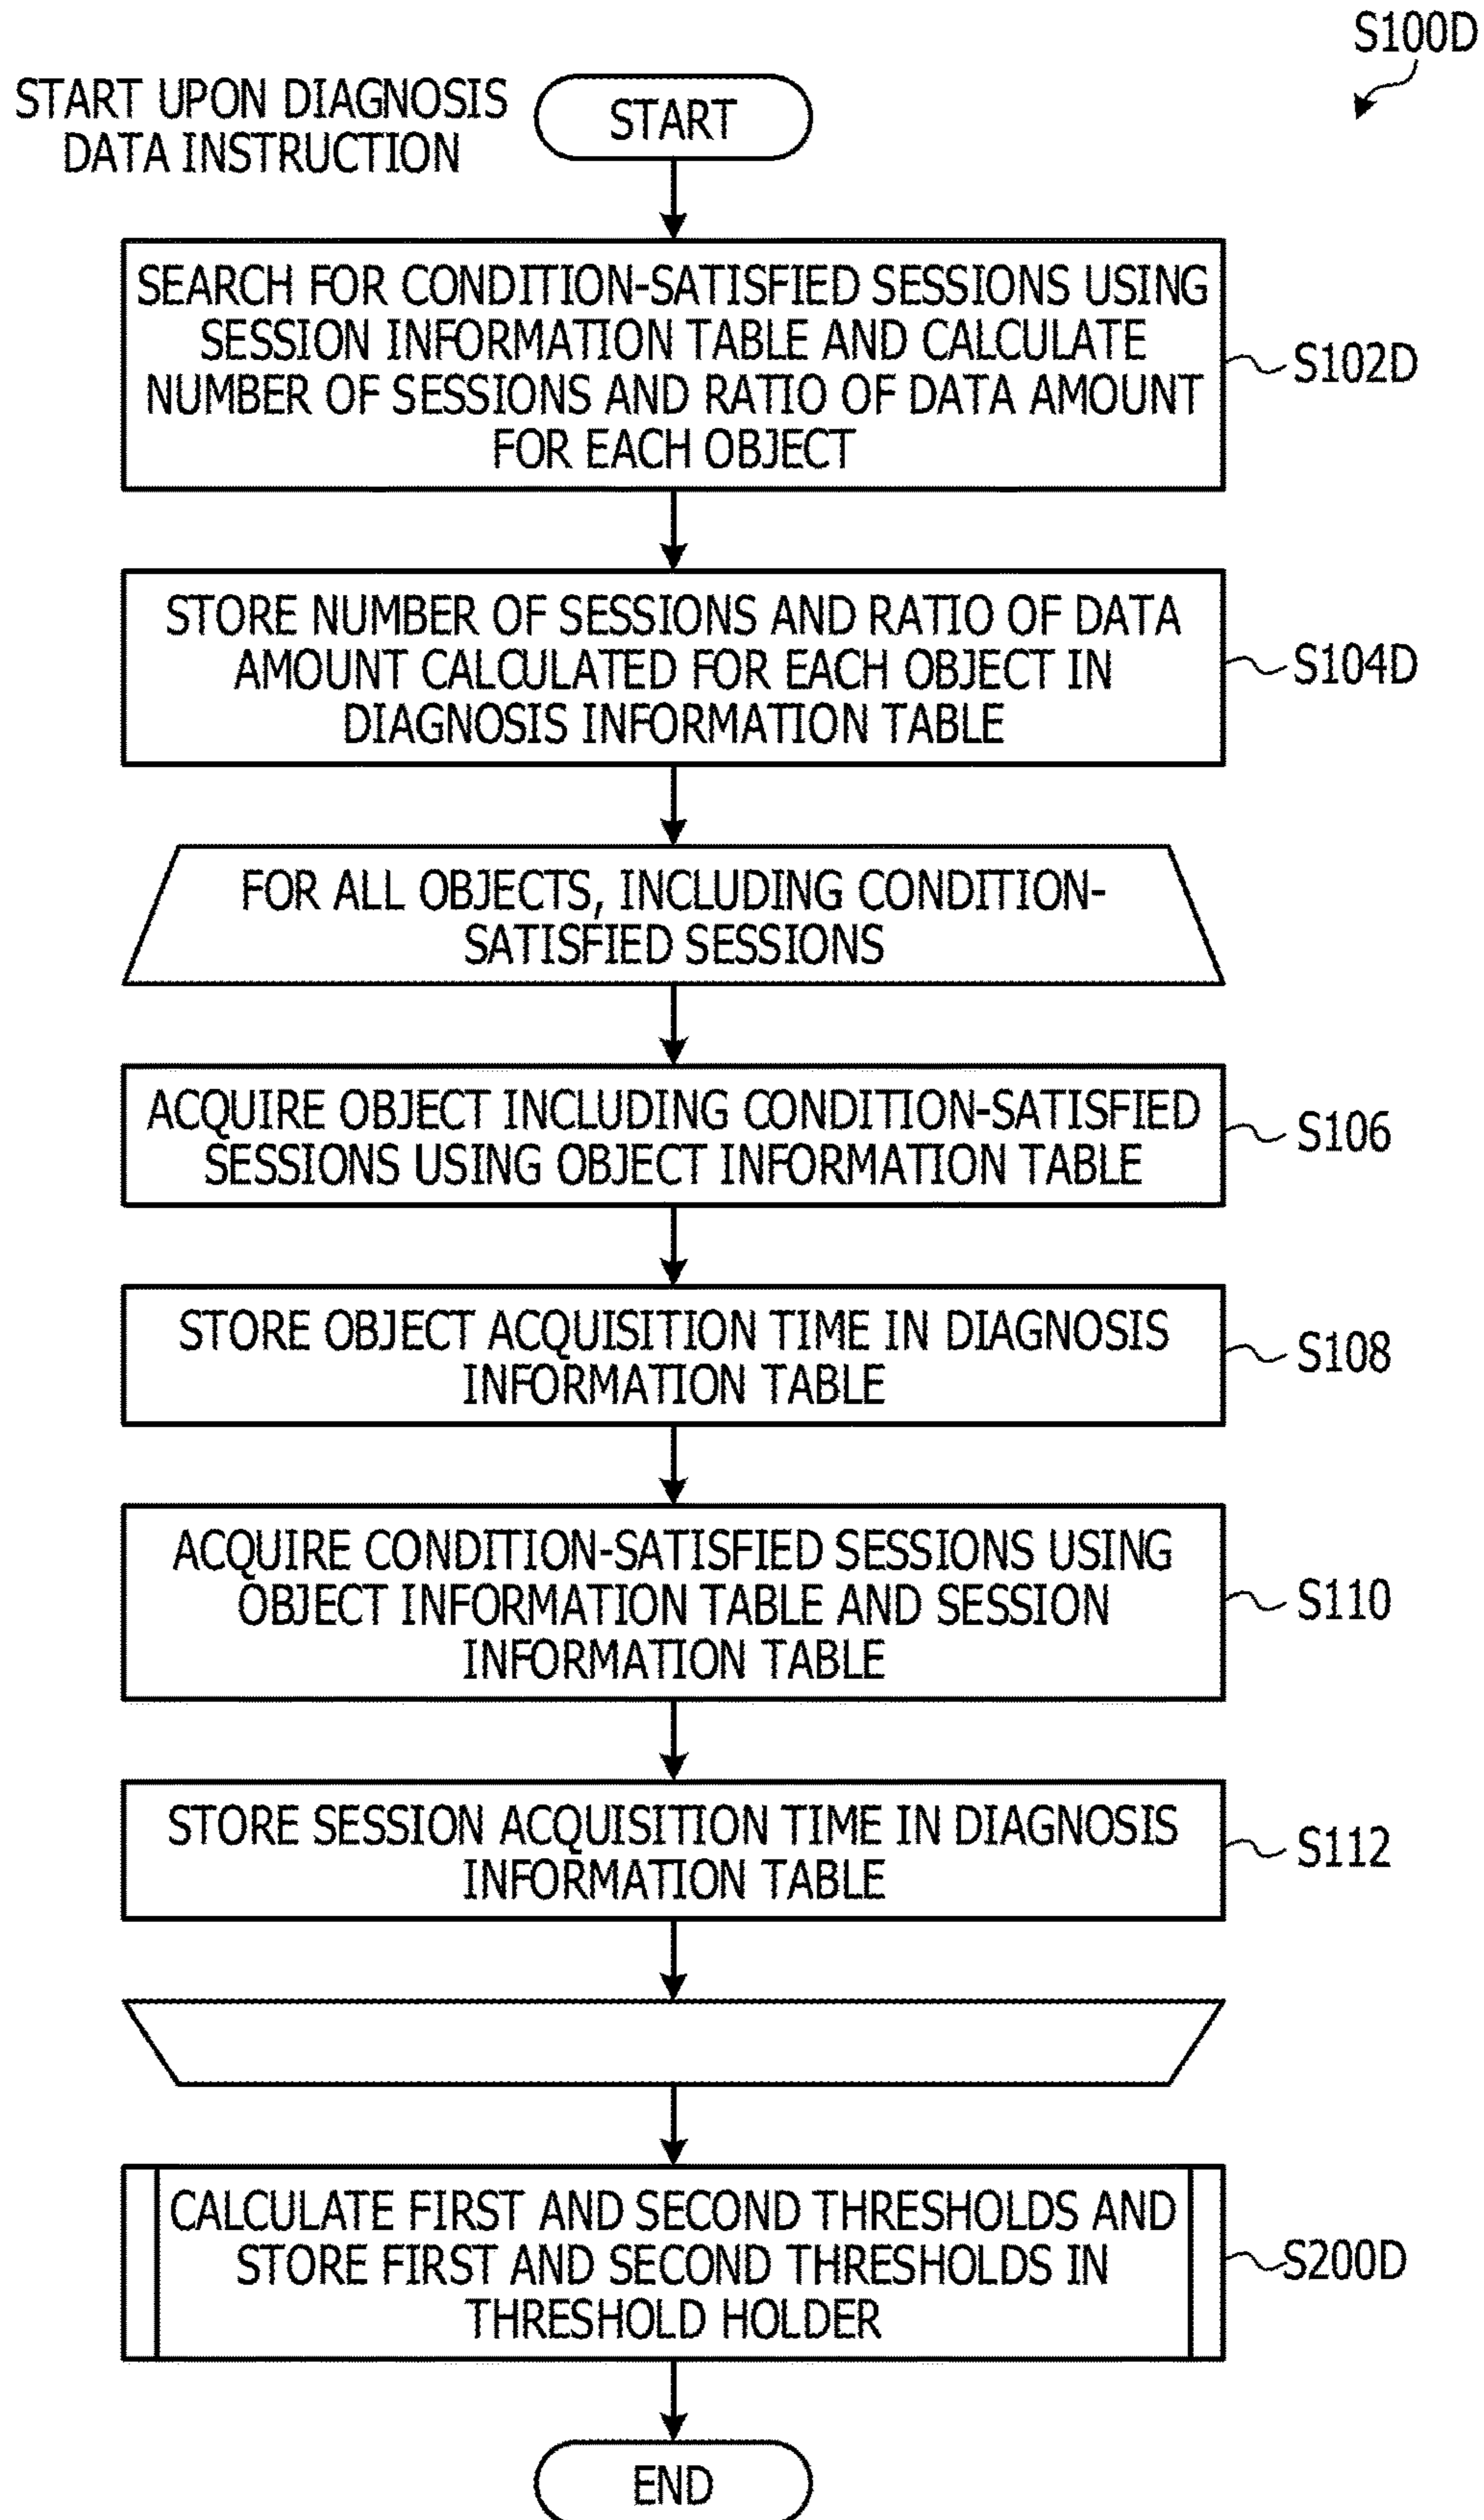 S100D
START UPON DIAGNOSIS
DATA INSTRUCTION
START
SEARCH FOR CONDITION-SATISFIED SESSIONS USING
SESSION INFORMATION TABLE AND CALCULATE
NUMBER OF SESSIONS AND RATIO OF DATA AMOUNT
FOR EACH OBJECT
S102D
STORE NUMBER OF SESSIONS AND RATIO OF DATA
AMOUNT CALCULATED FOR EACH OBJECT IN
DIAGNOSIS INFORMATION TABLE
S104D
FOR ALL OBJECTS, INCLUDING CONDITION-
SATISFIED SESSIONS
ACQUIRE OBJECT INCLUDING CONDITION-SATISFIED
SESSIONS USING OBJECT INFORMATION TABLE
S106
STORE OBJECT ACQUISITION TIME IN DIAGNOSIS
INFORMATION TABLE
S108
ACQUIRE CONDITION-SATISFIED SESSIONS USING
OBJECT INFORMATION TABLE AND SESSION
INFORMATION TABLE
S110
STORE SESSION ACQUISITION TIME IN DIAGNOSIS
INFORMATION TABLE
S112
CALCULATE FIRST AND SECOND THRESHOLDS AND
STORE FIRST AND SECOND THRESHOLDS IN
THRESHOLD HOLDER
S200D
END